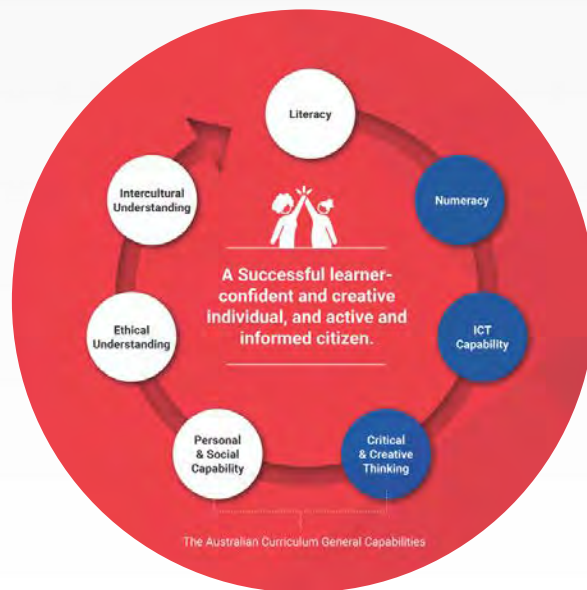 Literacy
Numeracy
ICT
Capability
Critical
& Creative
Thinking
Personal
& Social
Capability
Ethical
Understanding
Intercultural
Understanding
A Successful learner-
confident and creative
individual, and active and
informed citizen.
The Australian Curriculum General Capabilities